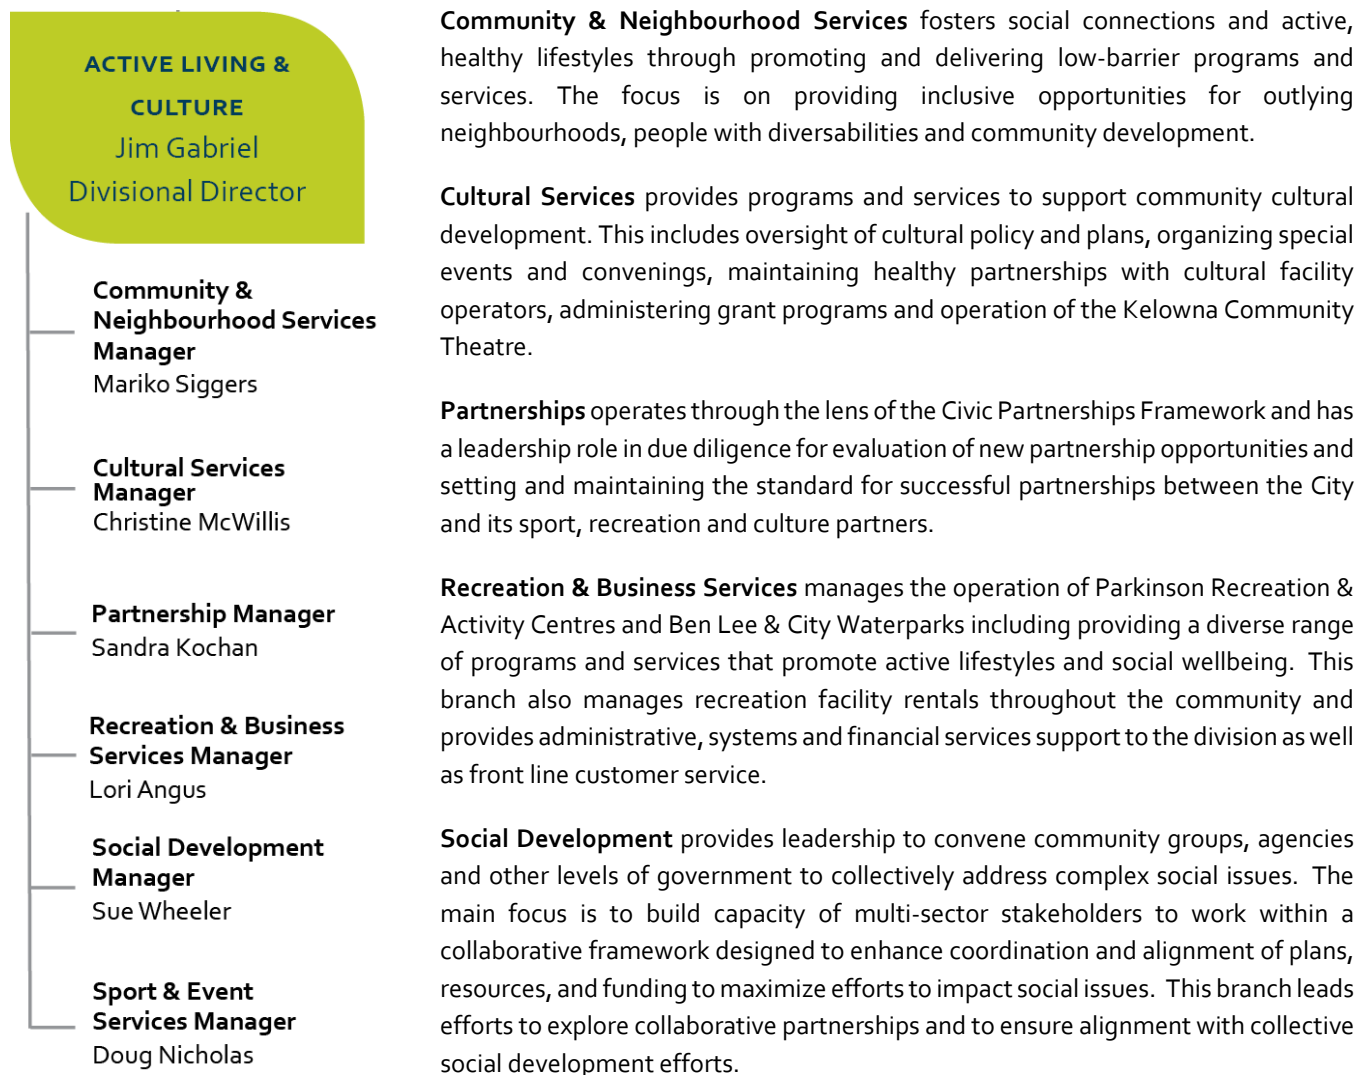 ACTIVE LIVING &
CULTURE
Jim Gabriel
Divisional Director
Community &
Neighbourhood Services
Manager
Mariko Siggers
Cultural Services
Manager
Christine McWillis
Partnership Manager
Sandra Kochan
Recreation & Business
Services Manager
Lori Angus
Social Development
Manager
Sue Wheeler
Sport & Event
Services Manager
Doug Nicholas
Community & Neighbourhood Services fosters social connections and active,
healthy lifestyles through promoting and delivering low-barrier programs and
services. The focus is on providing inclusive opportunities for outlying
neighbourhoods, people with diversabilities and community development.
Cultural Services provides programs and services to support community cultural
development. This includes oversight of cultural policy and plans, organizing special
events and convenings, maintaining healthy partnerships with cultural facility
operators, administering grant programs and operation of the Kelowna Community
Theatre.
Partnerships operates through the lens of the Civic Partnerships Framework and has
a leadership role in due diligence for evaluation of new partnership opportunities and
setting and maintaining the standard for successful partnerships between the City
and its sport, recreation and culture partners.
Recreation & Business Services manages the operation of Parkinson Recreation &
Activity Centres and Ben Lee & City Waterparks including providing a diverse range
of programs and services that promote active lifestyles and social wellbeing. This
branch also manages recreation facility rentals throughout the community and
provides administrative, systems and financial services support to the division as well
as front line customer service.
Social Development provides leadership to convene community groups, agencies
and other levels of government to collectively address complex social issues. The
main focus is to build capacity of multi-sector stakeholders to work within a
collaborative framework designed to enhance coordination and alignment of plans,
resources, and funding to maximize efforts to impact social issues. This branch leads
efforts to explore collaborative partnerships and to ensure alignment with collective
social development efforts.